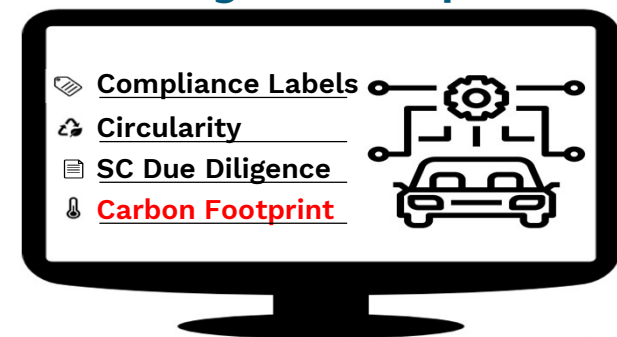 Compliance Labels
Circularity
SC Due Diligence
Carbon Footprint